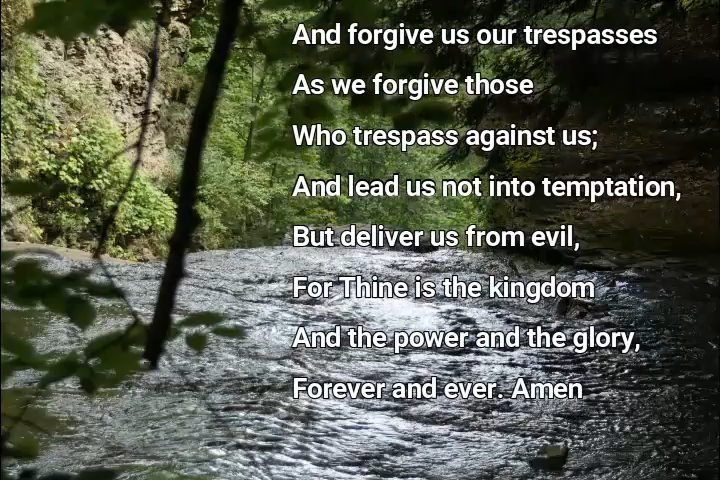 And forgive us our trespasses
As we forgive those
Who trespass against us;
And lead us not into temptation,
But deliver us from evil,
For Thine is the kingdom
And the power and the glory,
Forever and ever. Amen